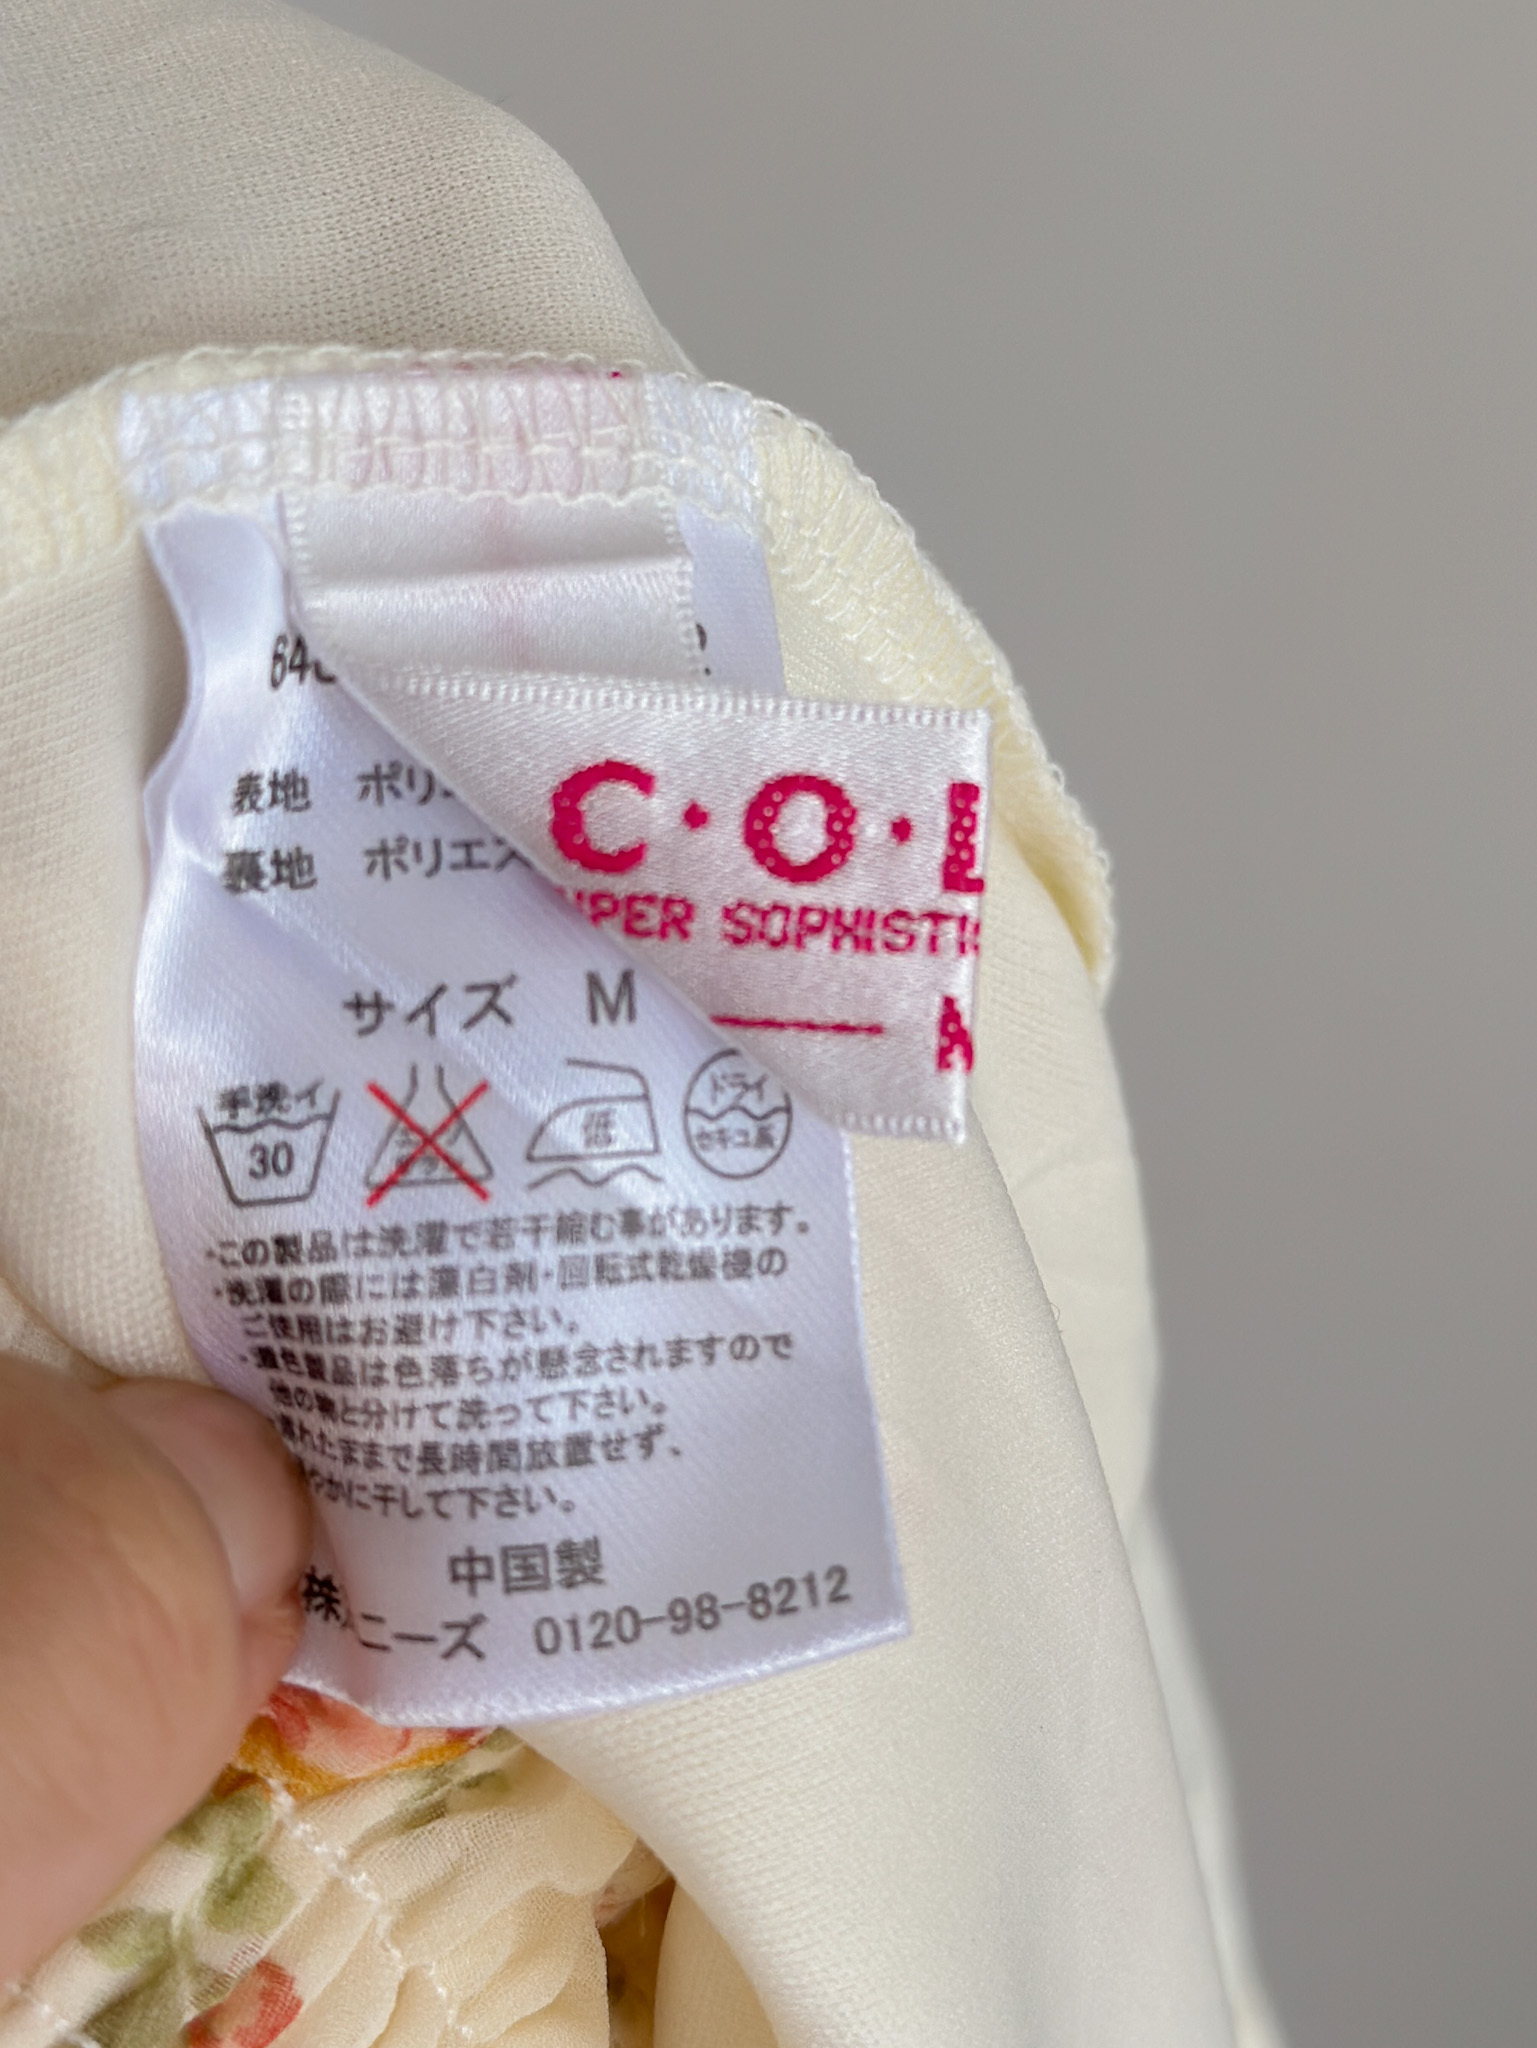 表地 ポリ
裏地 ポリエス
C・O・L
UPER SOPHISTI
サイズ M
手洗イ
30
低
ドライ
セキユ系
・この製品は洗濯で若干縮む事があります。
・洗濯の際には漂白剤・回転式乾燥機の
ご使用はお避け下さい。
・濃色製品は色落ちが懸念されますので
他の物と分けて洗って下さい。
濡れたままで長時間放置せず、
やかに干して下さい。
中国製
株 ニーズ 0120-98-8212